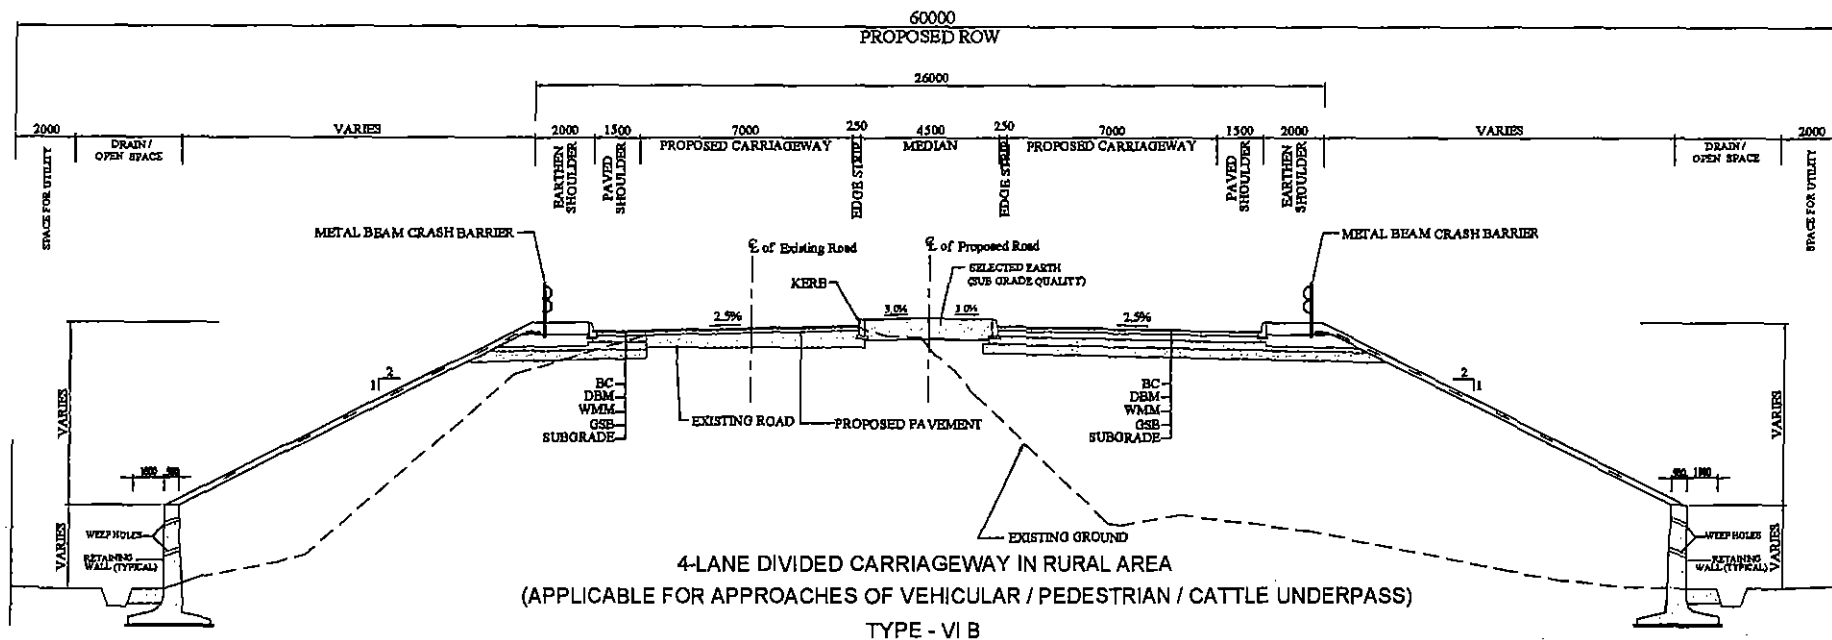 60000
PROPOSED ROW
26000
2000
VARIES
2000
1500
7000
250
4500
250
7000
1500
2000
VARIES
2000
SPACE FOR UTILITY
DRAIN /
OPEN SPACE
EARTHEN
SHOULDER
PAVED
SHOULDER
PROPOSED CARRIAGEWAY
EDGE STRIP
MEDIAN
EDGE STRIP
PROPOSED CARRIAGEWAY
PAVED
SHOULDER
EARTHEN
SHOULDER
DRAIN /
OPEN SPACE
SPACE FOR UTILITY
METAL BEAM CRASH BARRIER
℄ of Existing Road
℄ of Proposed Road
METAL BEAM CRASH BARRIER
SELECTED EARTH
(SUB GRADE QUALITY)
KERB
2.5%
3.0%
3.0%
2.5%
1
2
2
1
BC
DBM
WMM
GSB
SUBGRADE
EXISTING ROAD
PROPOSED PAVEMENT
BC
DBM
WMM
GSB
SUBGRADE
VARIES
VARIES
VARIES
VARIES
WEEP HOLES
RETAINING
WALL (TYPICAL)
EXISTING GROUND
WEEP HOLES
RETAINING
WALL (TYPICAL)
4-LANE DIVIDED CARRIAGEWAY IN RURAL AREA
(APPLICABLE FOR APPROACHES OF VEHICULAR / PEDESTRIAN / CATTLE UNDERPASS)
TYPE - VI B